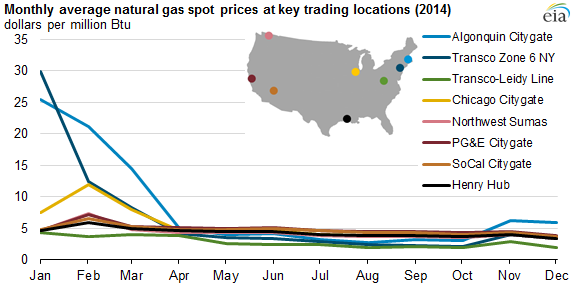 Monthly average natural gas spot prices at key trading locations (2014)
dollars per million Btu
eia
Algonquin Citygate
Transco Zone 6 NY
Transco-Leidy Line
Chicago Citygate
Northwest Sumas
PG&E Citygate
SoCal Citygate
Henry Hub
35
30
25
20
15
10
5
0
Jan Feb Mar Apr May Jun Jul Aug Sep Oct Nov Dec